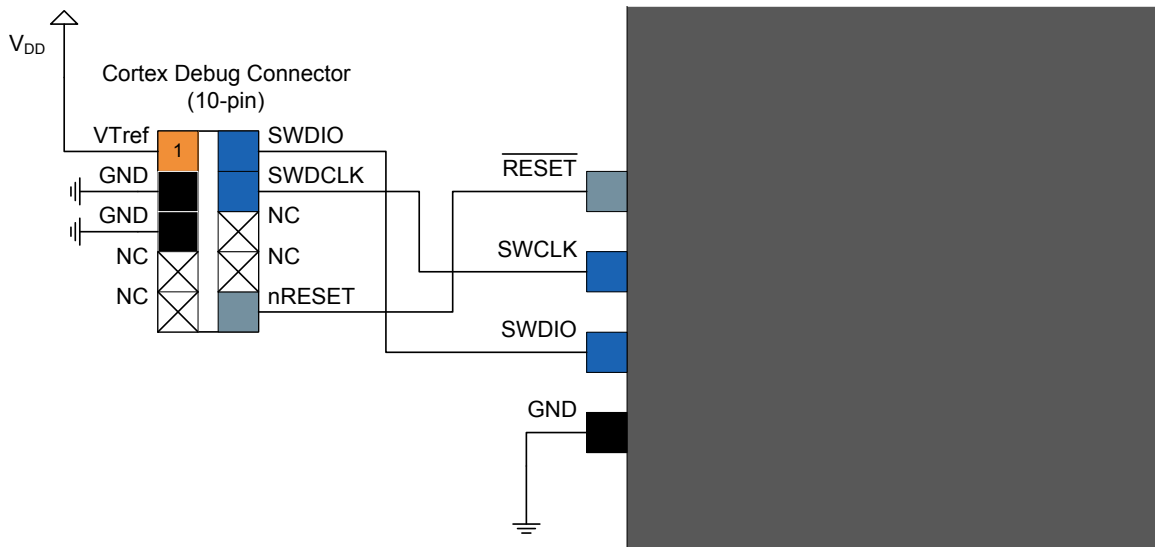 VDD
Cortex Debug Connector
(10-pin)
VTref
1
SWDIO
GND
SWDCLK
GND
NC
NC
NC
NC
nRESET
RESET
SWCLK
SWDIO
GND